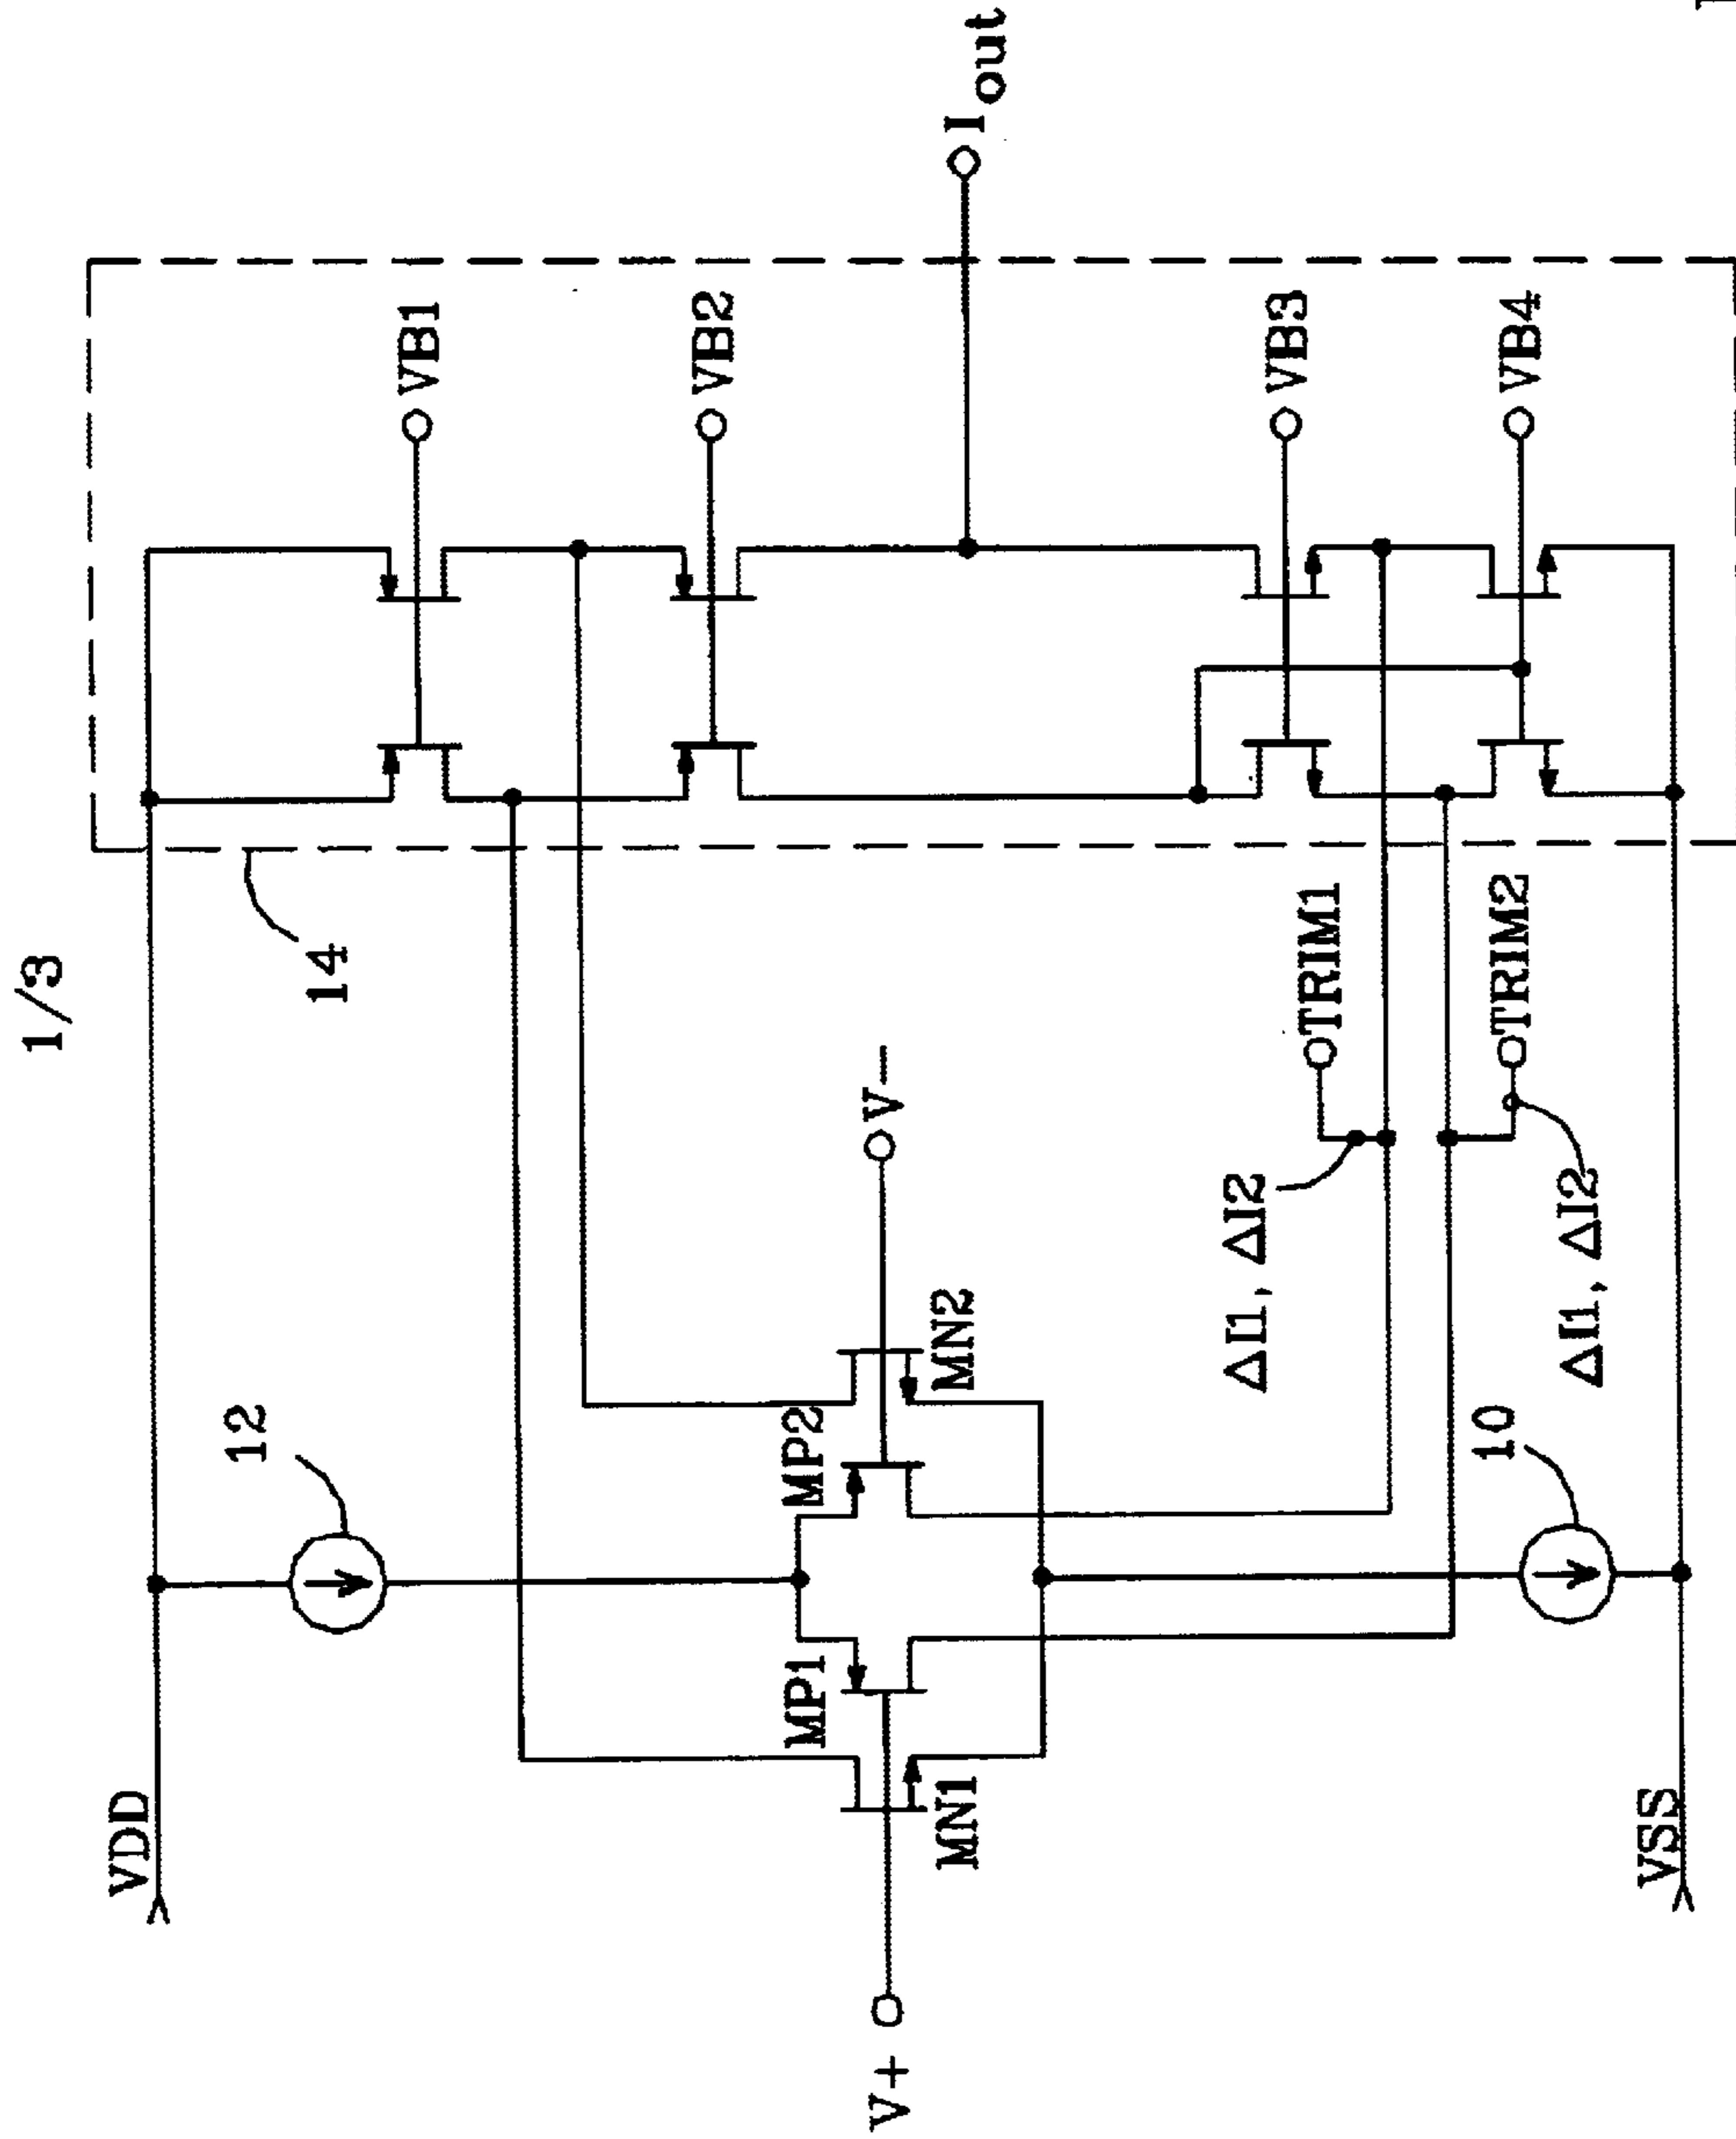 1/3
VDD
12
14
VB1
VB2
MN1
MP1
MP2
MN2
V+
V-
Iout
ΔI1, ΔI2
TRIM1
VB3
ΔI1, ΔI2
TRIM2
VB4
10
VSS